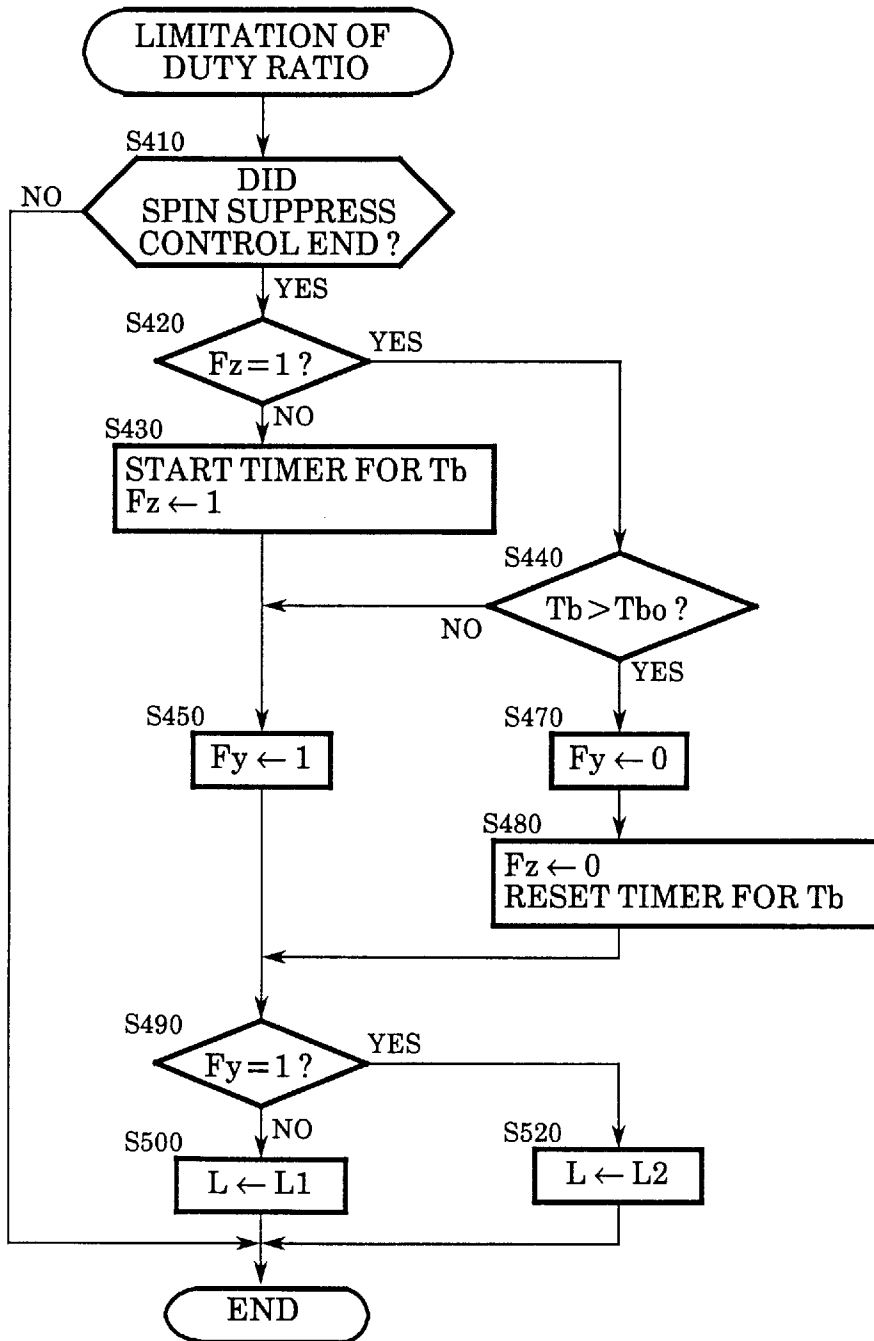 LIMITATION OF
DUTY RATIO
S410
NO
DID
SPIN SUPPRESS
CONTROL END ?
YES
S420
YES
Fz=1 ?
NO
S430
START TIMER FOR Tb
Fz ← 1
S440
Tb > Tbo ?
NO
YES
S450
S470
Fy ← 1
Fy ← 0
S480
Fz ← 0
RESET TIMER FOR Tb
S490
YES
Fy=1 ?
NO
S500
S520
L ← L1
L ← L2
END